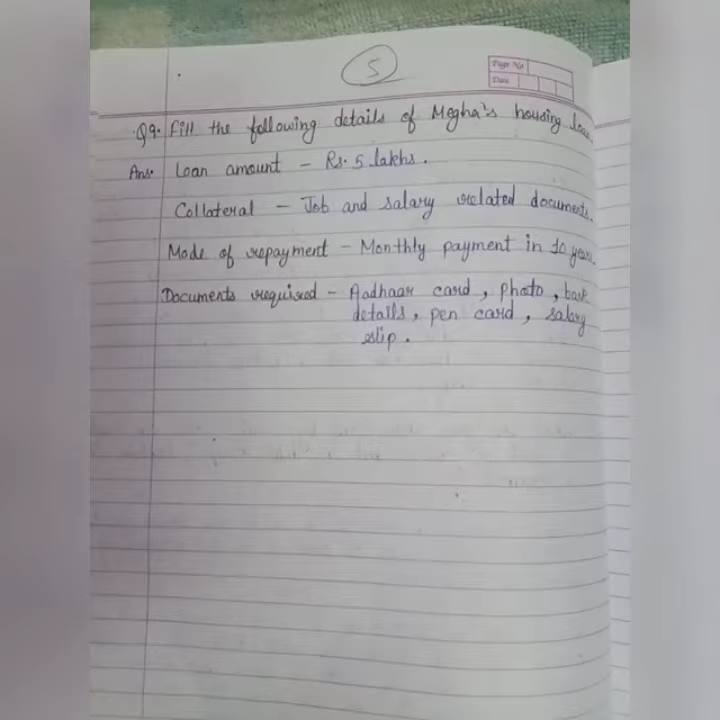 5
Page No
Date
Q9. Fill the following details of Megha's housing loan.
Ans. Loan amount - Rs. 5 lakhs.
Collateral - Job and salary related documents.
Mode of repayment - Monthly payment in 10 years.
Documents required - Aadhaar card, photo, bank
details, pen card, salary
slip.